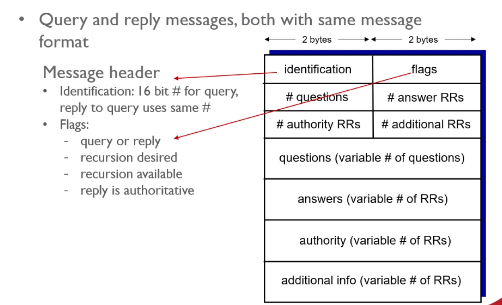 • Query and reply messages, both with same message
format
Message header
• Identification: 16 bit # for query,
reply to query uses same #
• Flags:
- query or reply
- recursion desired
- recursion available
- reply is authoritative
2 bytes 2 bytes
identification flags
# questions # answer RRs
# authority RRs # additional RRs
questions (variable # of questions)
answers (variable # of RRs)
authority (variable # of RRs)
additional info (variable # of RRs)